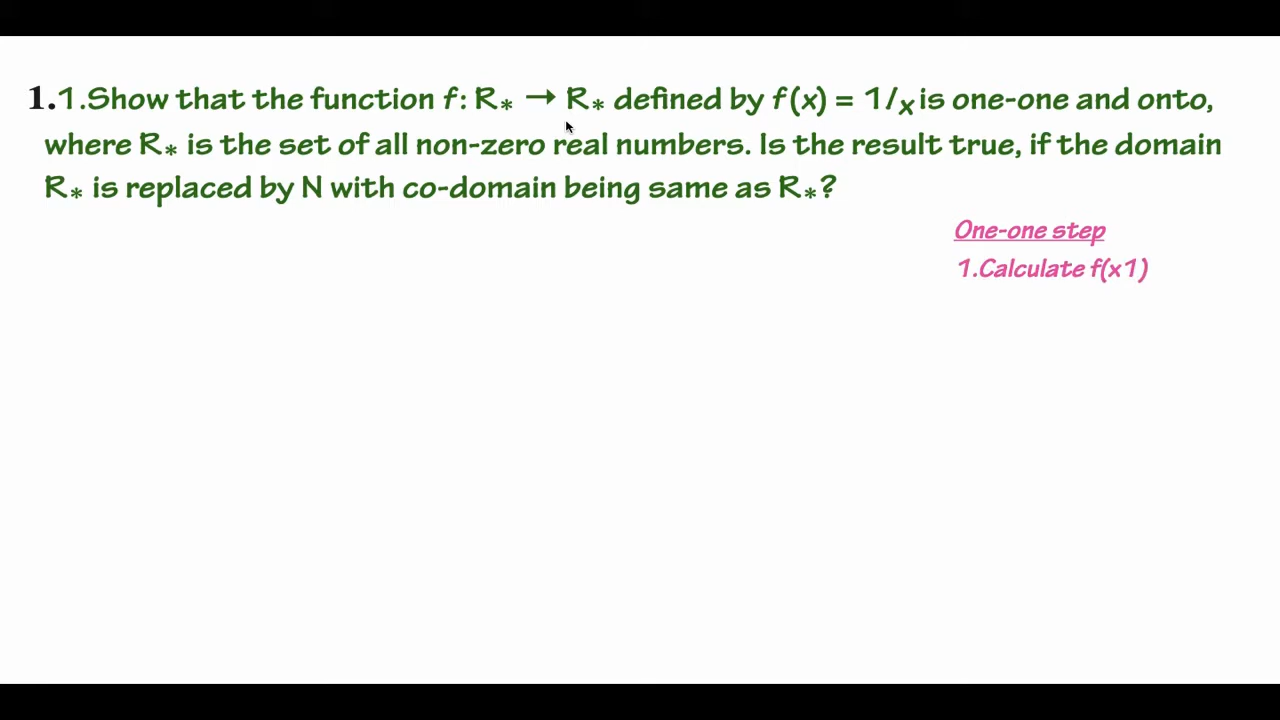 1.1.Show that the function f: R* → R* defined by f(x) = 1/x is one-one and onto,
where R* is the set of all non-zero real numbers. Is the result true, if the domain
R* is replaced by N with co-domain being same as R*?
One-one step
1.Calculate f(x1)